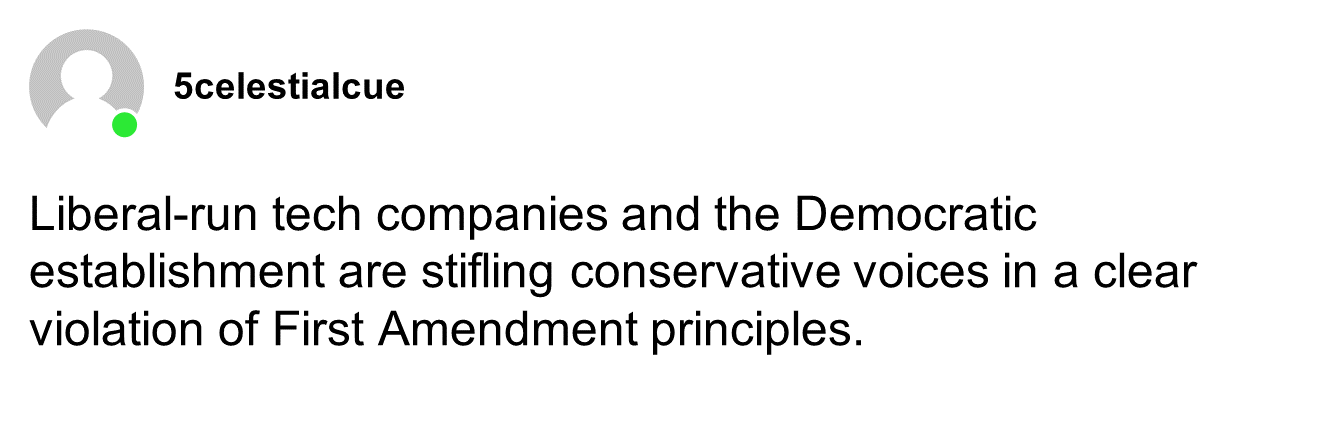 5celestialcue
Liberal-run tech companies and the Democratic
establishment are stifling conservative voices in a clear
violation of First Amendment principles.